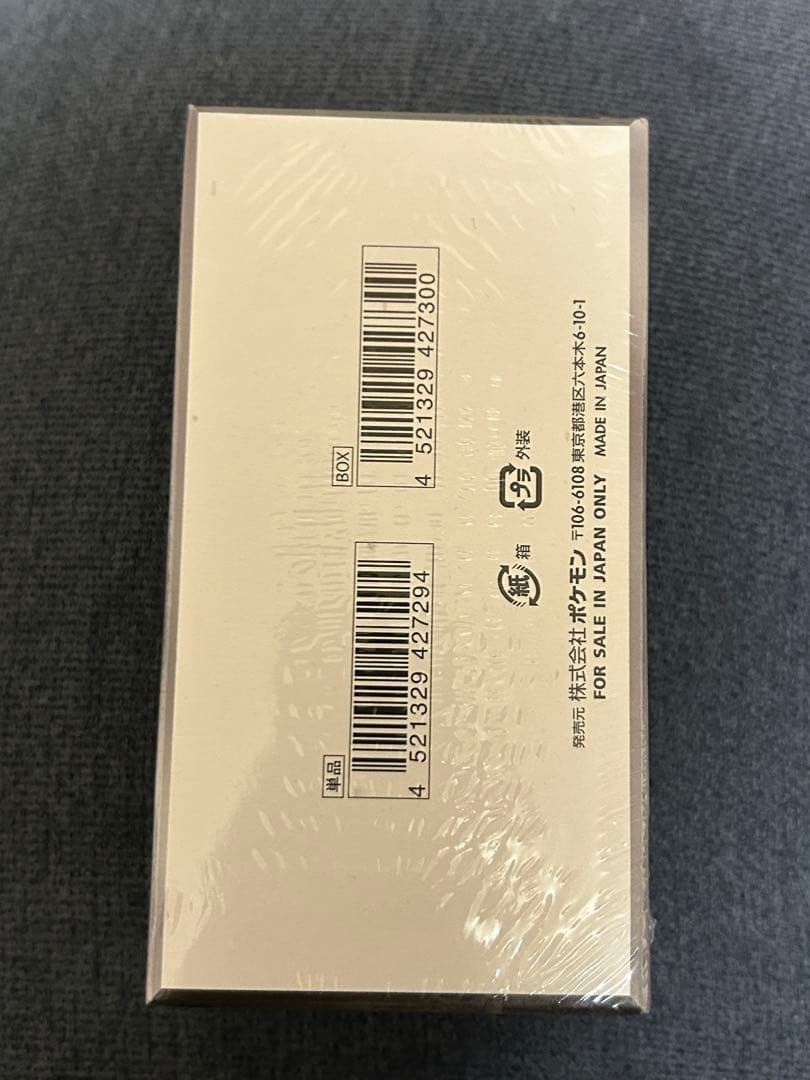 単品
4 521329 427294
BOX
4 521329 427300
紙 箱
プラ 外装
発売元 株式会社 ポケモン 〒106-6108 東京都港区六本木6-10-1
FOR SALE IN JAPAN ONLY MADE IN JAPAN